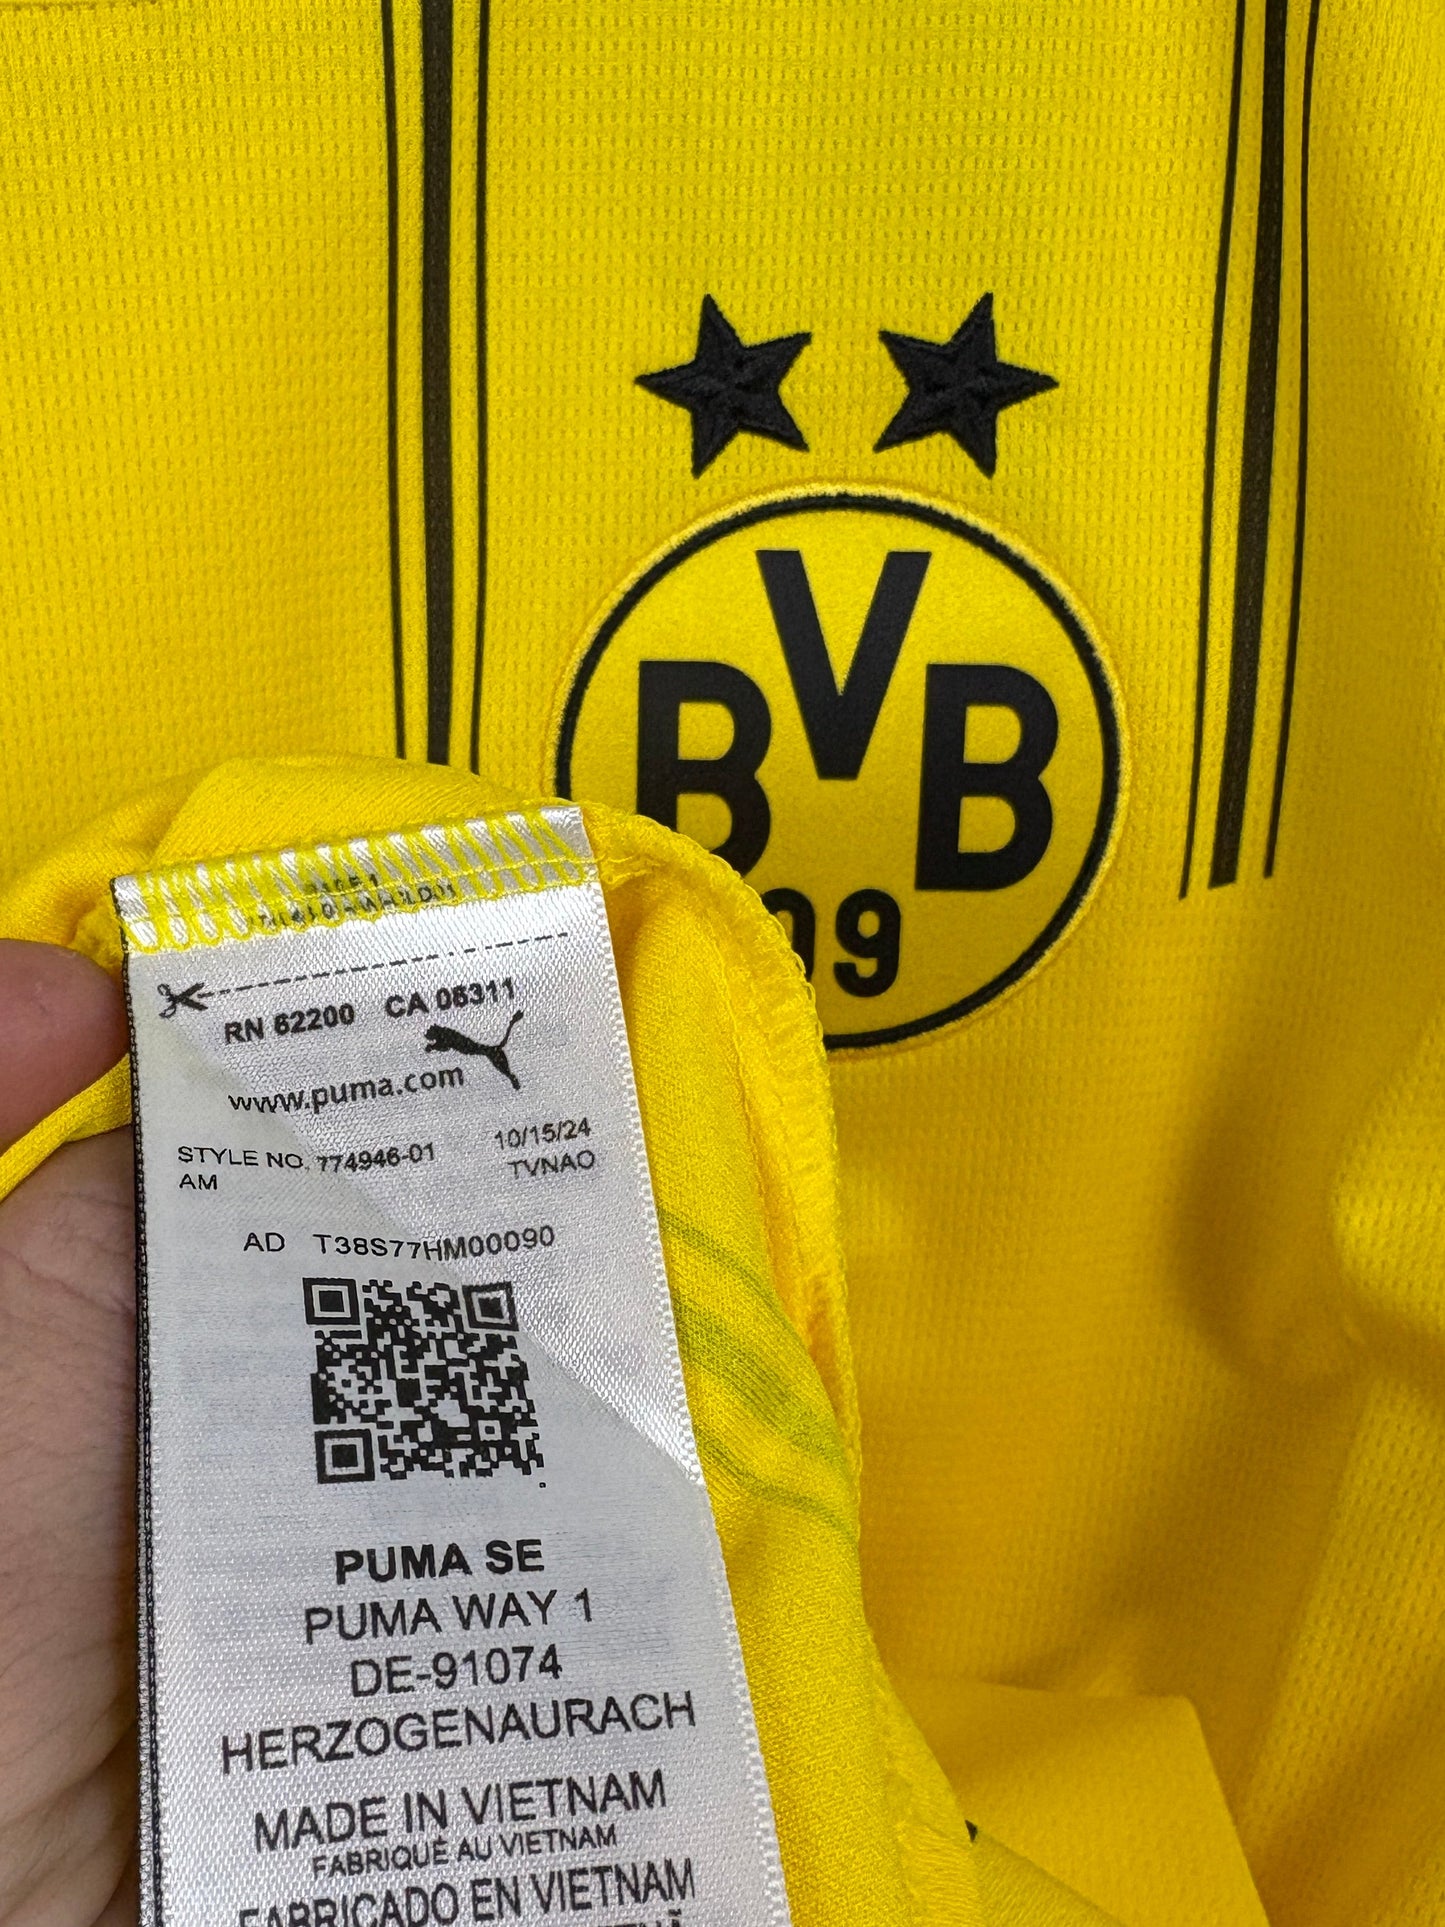 BVB
09
RN 62200 CA 05311
www.puma.com
STYLE NO. 774946-01 10/15/24
AM TVNAO
AD T38S77HM00090
PUMA SE
PUMA WAY 1
DE-91074
HERZOGENAURACH
MADE IN VIETNAM
FABRIQUÉ AU VIETNAM
FABRICADO EN VIETNAM